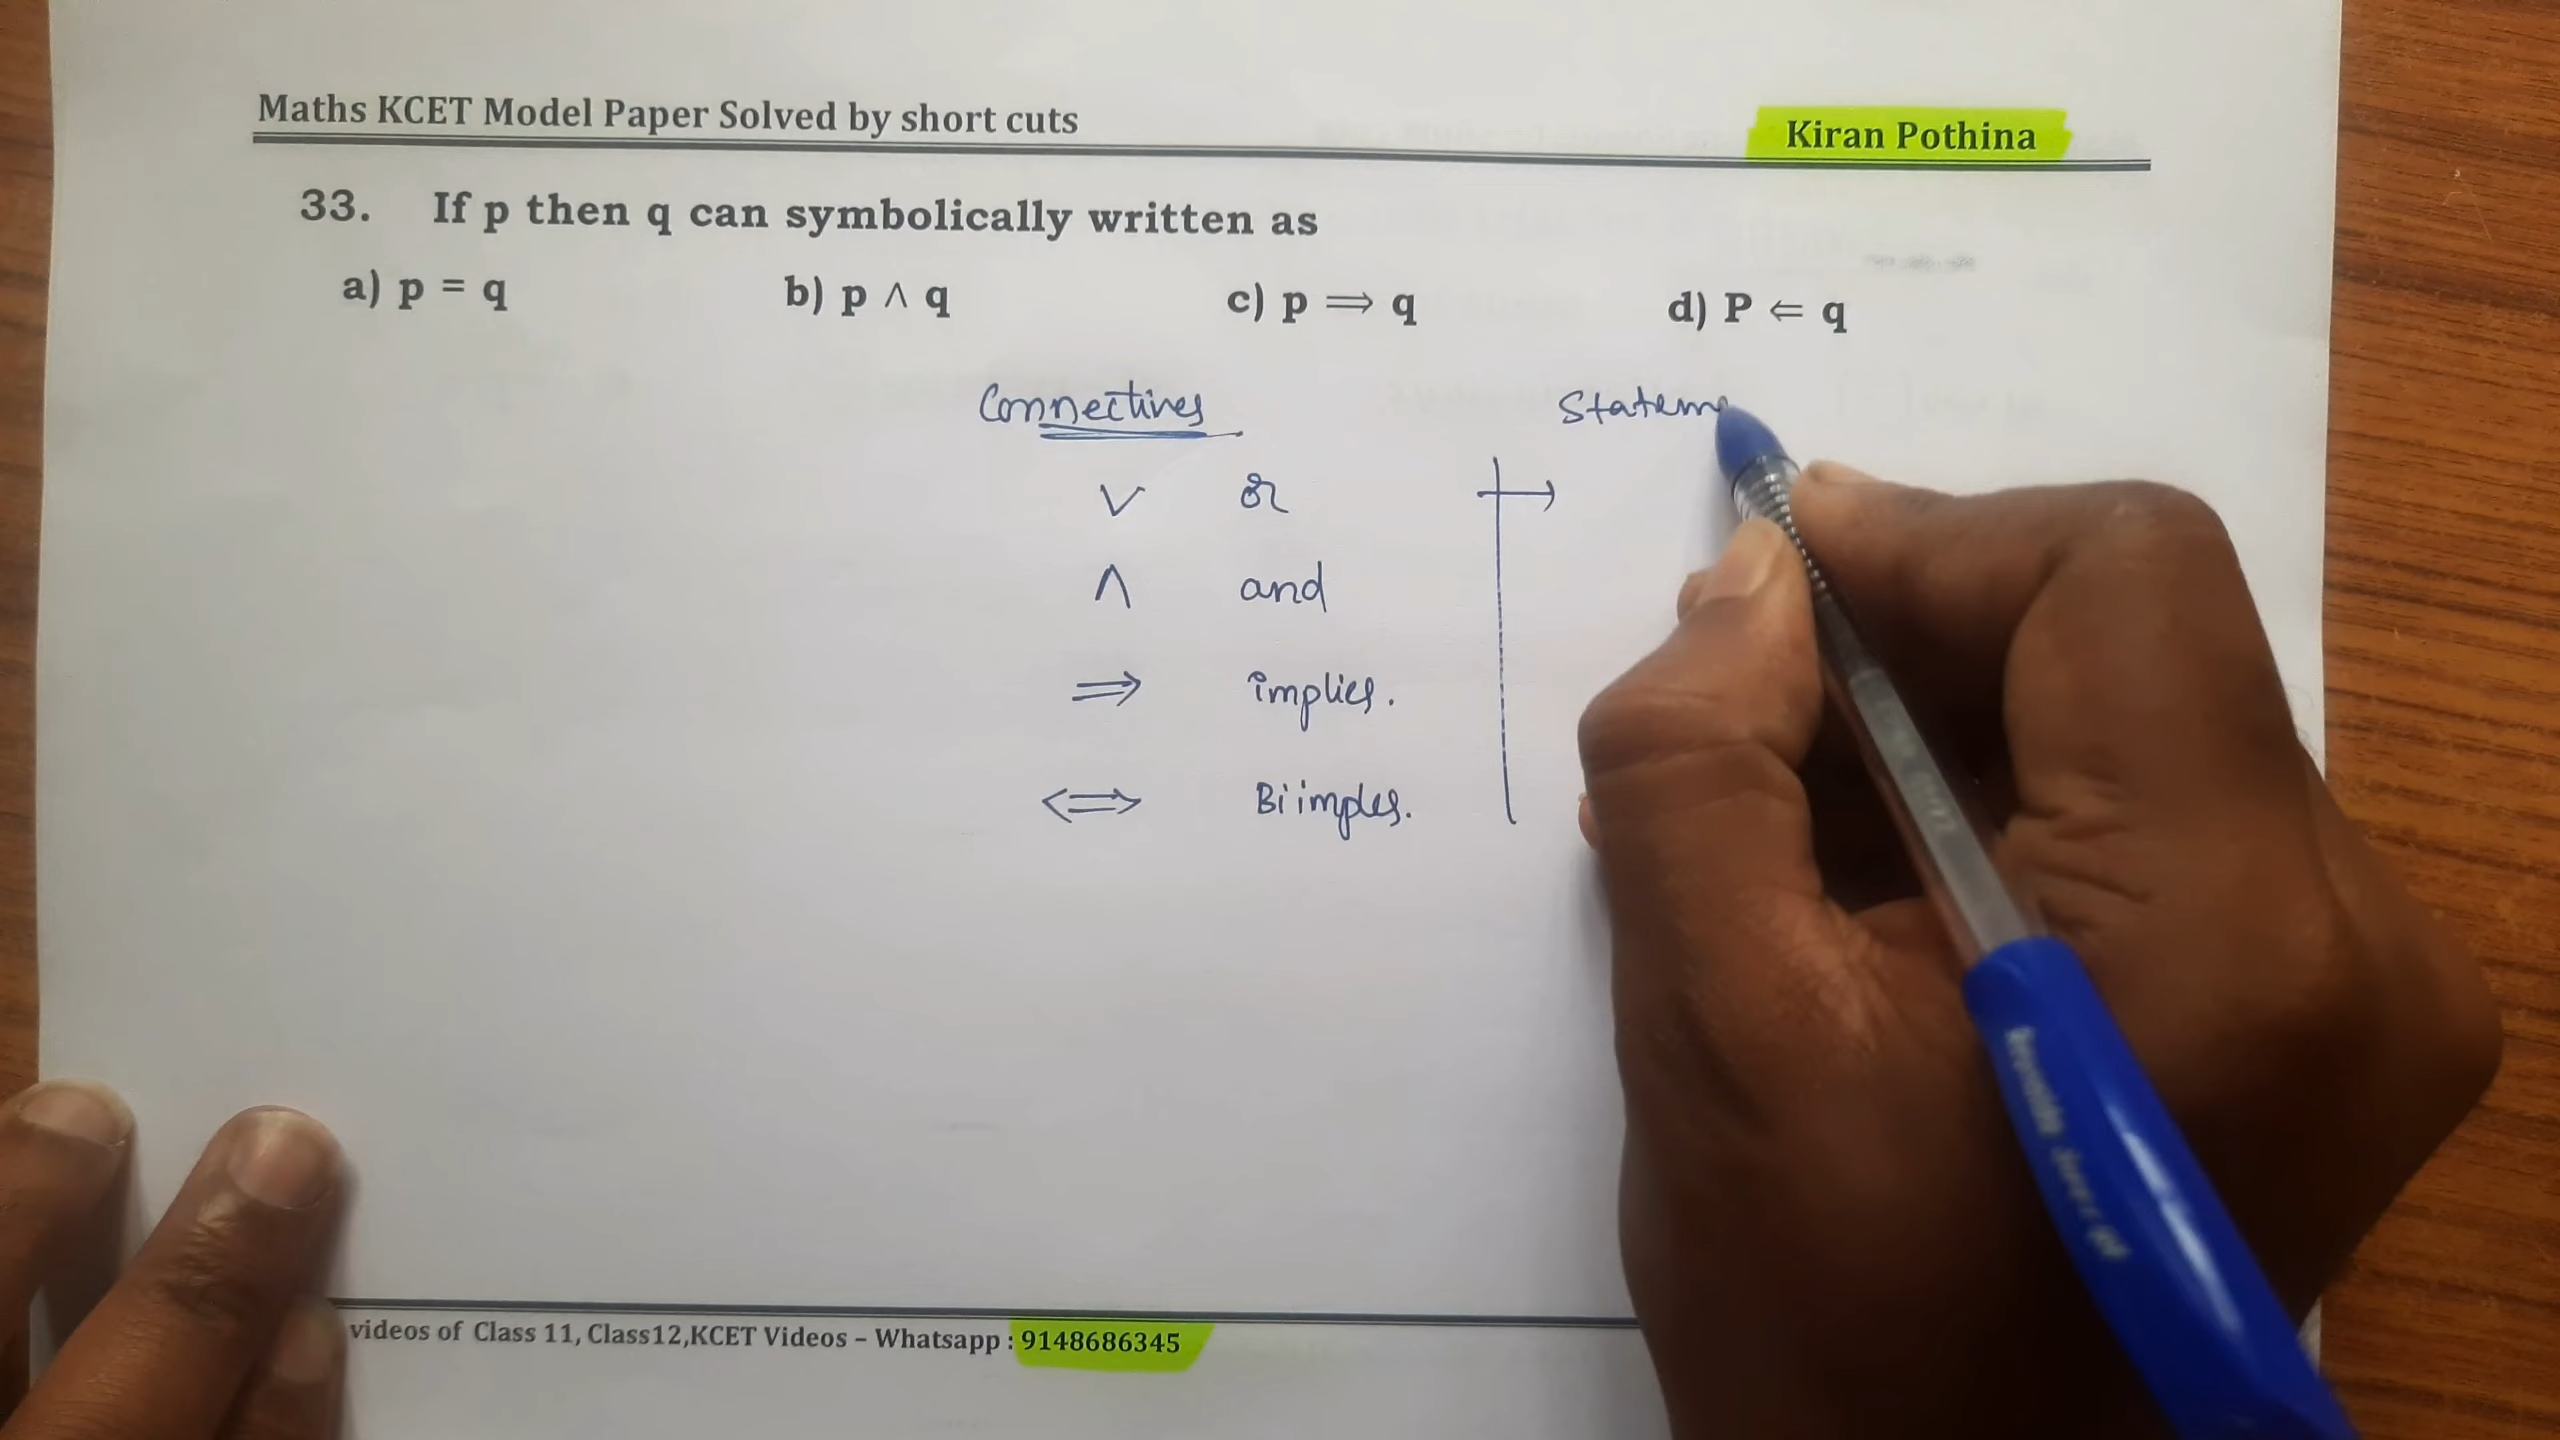 Maths KCET Model Paper Solved by short cuts
Kiran Pothina
33. If p then q can symbolically written as
a) p = q b) p ∧ q c) p ⟹ q d) P ⇐ q
Connectives Statem
∨ or
∧ and
⟹ implies.
⟺ Bi imples.
videos of Class 11, Class12,KCET Videos – Whatsapp : 9148686345